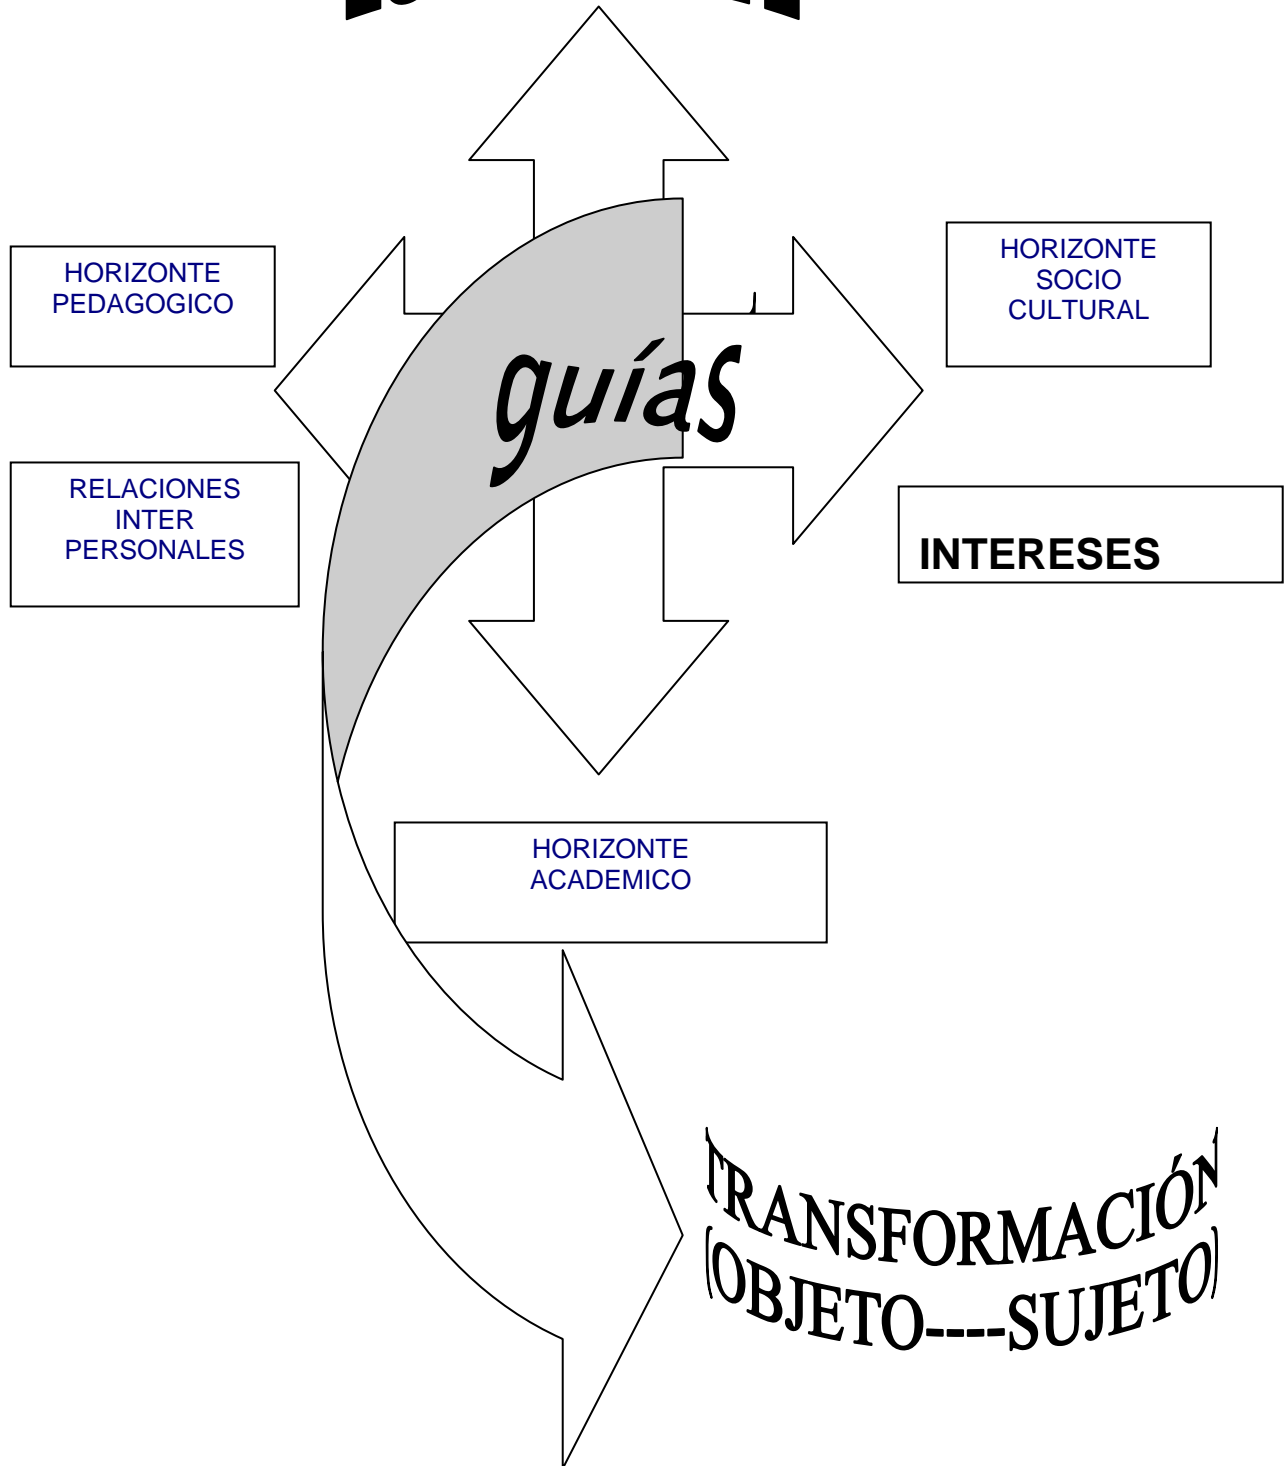 HORIZONTE
PEDAGOGICO
HORIZONTE
SOCIO
CULTURAL
guías
RELACIONES
INTER
PERSONALES
INTERESES
HORIZONTE
ACADEMICO
TRANSFORMACIÓN
(OBJETO----SUJETO)